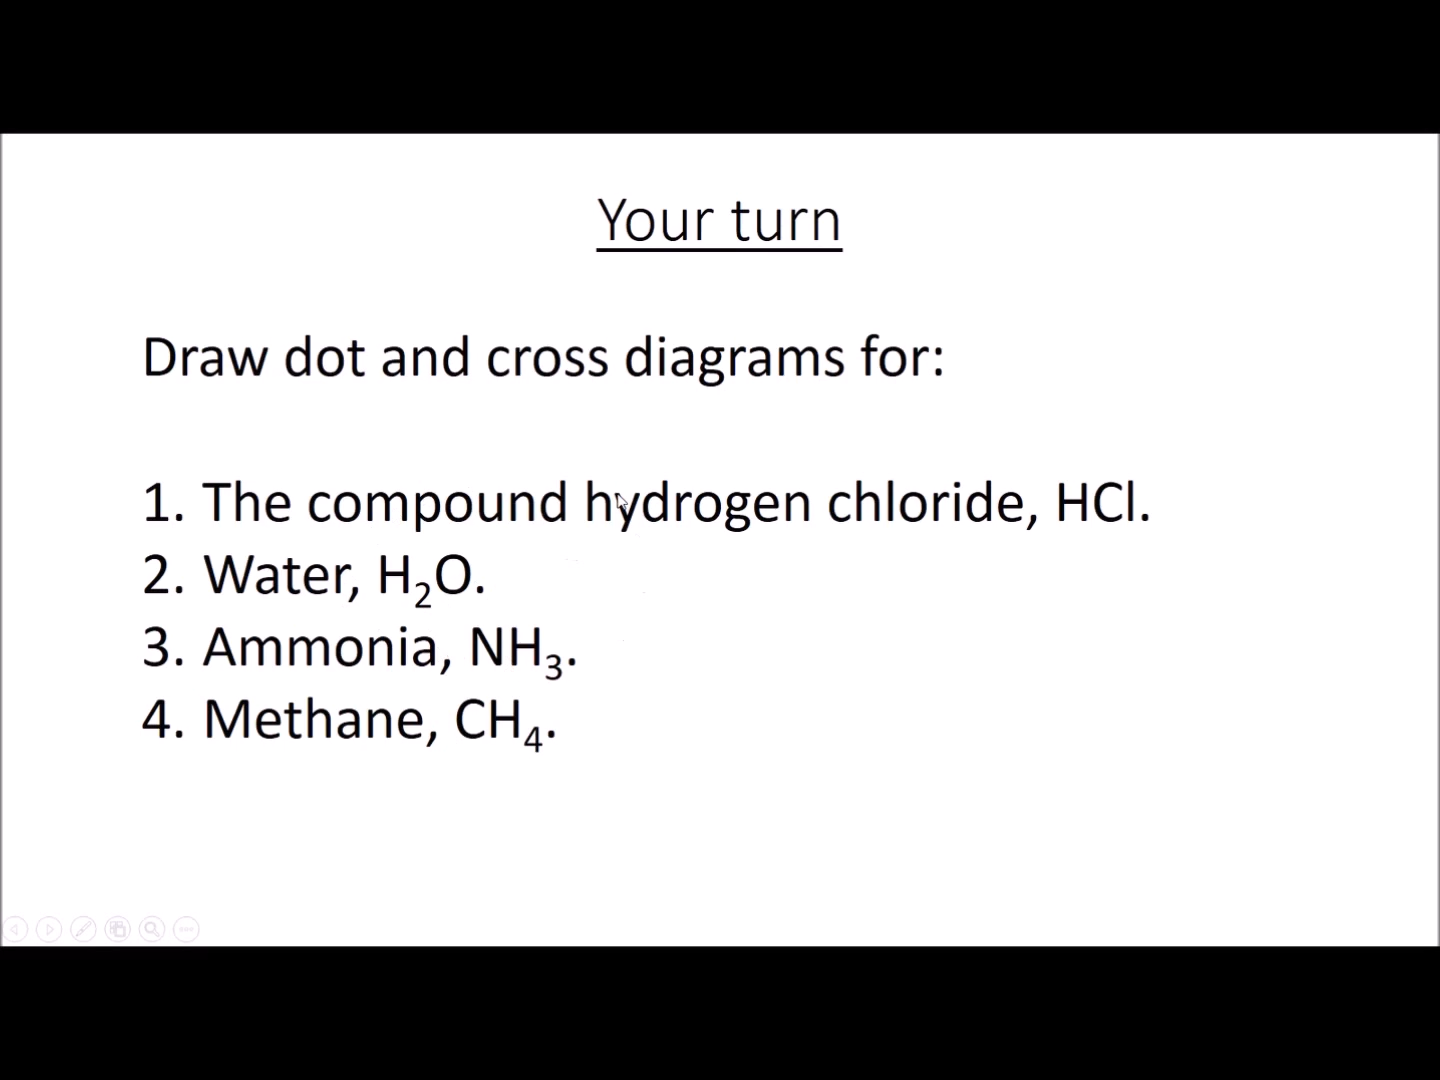 Your turn
Draw dot and cross diagrams for:
1. The compound hydrogen chloride, HCl.
2. Water, H₂O.
3. Ammonia, NH₃.
4. Methane, CH₄.